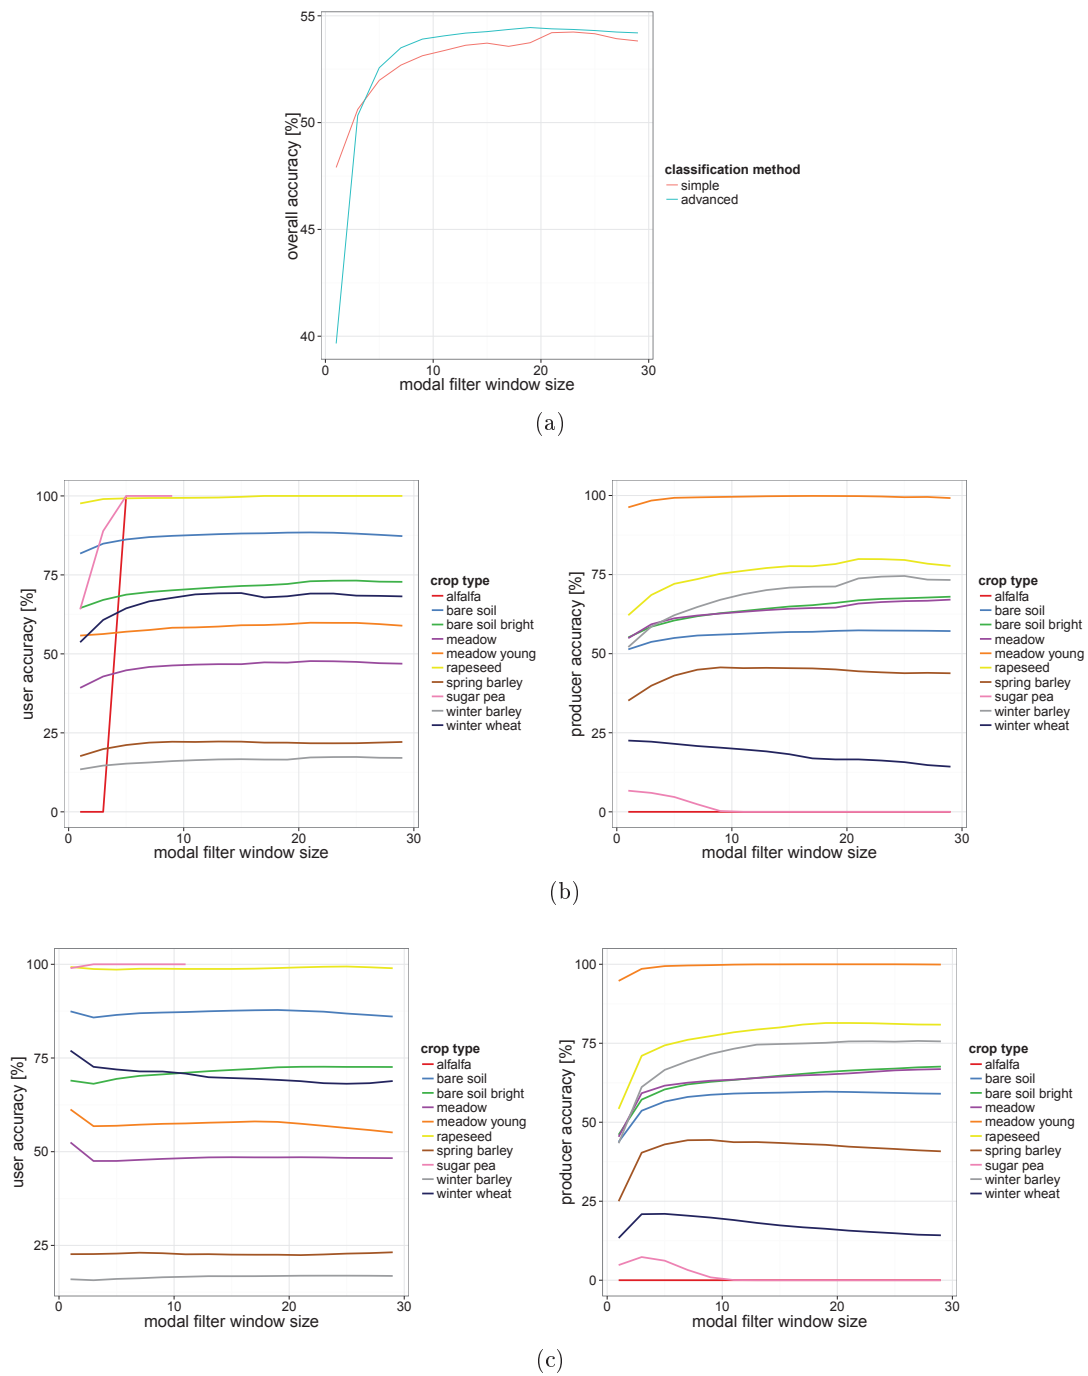 55
50
45
40
overall accuracy [%]
0 10 20 30
modal filter window size
classification method
simple
advanced
(a)
100
75
50
25
0
user accuracy [%]
0 10 20 30
modal filter window size
crop type
alfalfa
bare soil
bare soil bright
meadow
meadow young
rapeseed
spring barley
sugar pea
winter barley
winter wheat
100
75
50
25
0
producer accuracy [%]
0 10 20 30
modal filter window size
crop type
alfalfa
bare soil
bare soil bright
meadow
meadow young
rapeseed
spring barley
sugar pea
winter barley
winter wheat
(b)
100
75
50
25
user accuracy [%]
0 10 20 30
modal filter window size
crop type
alfalfa
bare soil
bare soil bright
meadow
meadow young
rapeseed
spring barley
sugar pea
winter barley
winter wheat
100
75
50
25
0
producer accuracy [%]
0 10 20 30
modal filter window size
crop type
alfalfa
bare soil
bare soil bright
meadow
meadow young
rapeseed
spring barley
sugar pea
winter barley
winter wheat
(c)